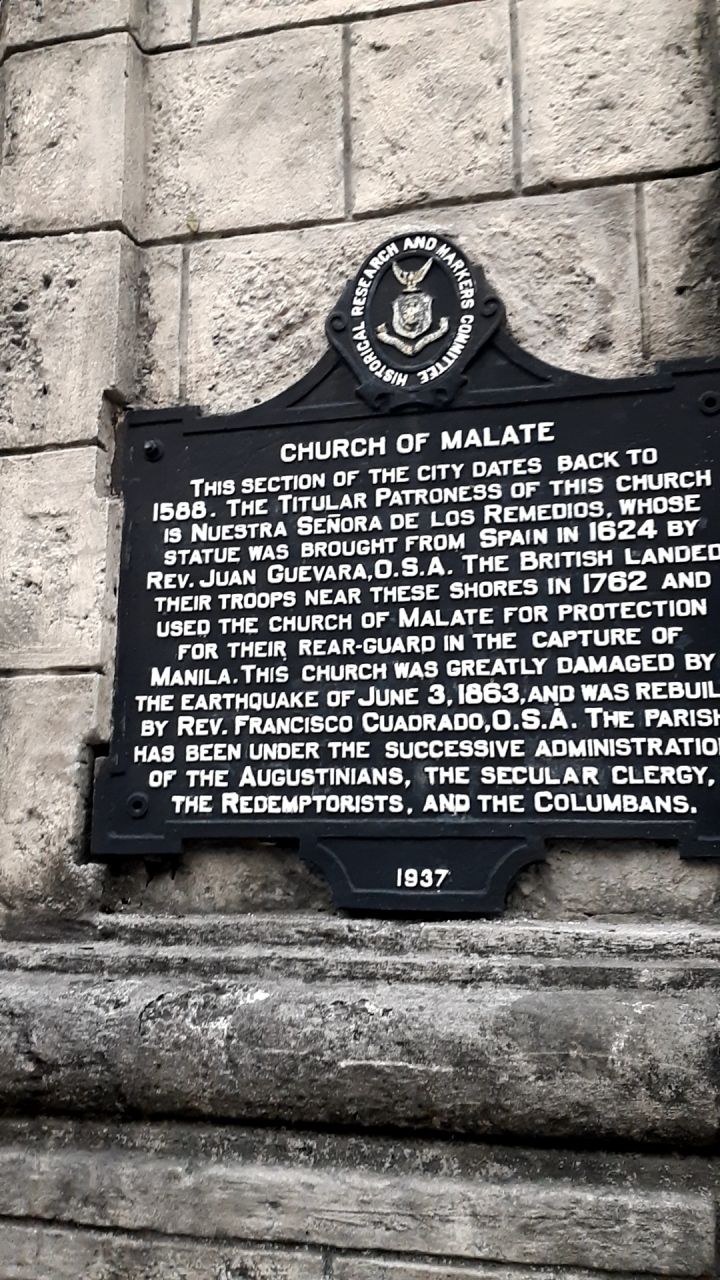 HISTORICAL RESEARCH AND MARKERS COMMITTEE
CHURCH OF MALATE
THIS SECTION OF THE CITY DATES BACK TO
1588. THE TITULAR PATRONESS OF THIS CHURCH
IS NUESTRA SEÑORA DE LOS REMEDIOS, WHOSE
STATUE WAS BROUGHT FROM SPAIN IN 1624 BY
REV. JUAN GUEVARA, O.S.A. THE BRITISH LANDED
THEIR TROOPS NEAR THESE SHORES IN 1762 AND
USED THE CHURCH OF MALATE FOR PROTECTION
FOR THEIR REAR-GUARD IN THE CAPTURE OF
MANILA. THIS CHURCH WAS GREATLY DAMAGED BY
THE EARTHQUAKE OF JUNE 3, 1863, AND WAS REBUIL
BY REV. FRANCISCO CUADRADO, O.S.A. THE PARISH
HAS BEEN UNDER THE SUCCESSIVE ADMINISTRATIO
OF THE AUGUSTINIANS, THE SECULAR CLERGY,
THE REDEMPTORISTS, AND THE COLUMBANS.
1937